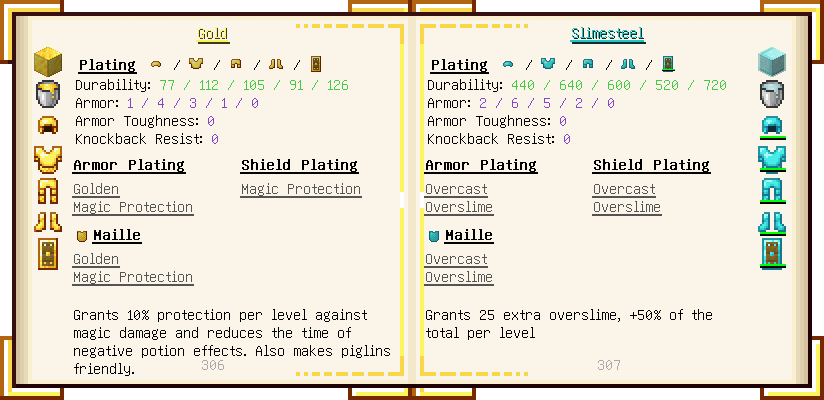 Gold
Plating / / / /
Durability: 77 / 112 / 105 / 91 / 126
Armor: 1 / 4 / 3 / 1 / 0
Armor Toughness: 0
Knockback Resist: 0
Armor Plating
Golden
Magic Protection
Shield Plating
Magic Protection
Maille
Golden
Magic Protection
Grants 10% protection per level against
magic damage and reduces the time of
negative potion effects. Also makes piglins
friendly.
306
Slimesteel
Plating / / / /
Durability: 440 / 640 / 600 / 520 / 720
Armor: 2 / 6 / 5 / 2 / 0
Armor Toughness: 0
Knockback Resist: 0
Armor Plating
Overcast
Overslime
Shield Plating
Overcast
Overslime
Maille
Overcast
Overslime
Grants 25 extra overslime, +50% of the
total per level
307